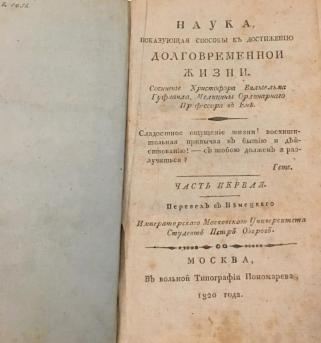 НАУКА,
ПОКАЗУЮЩАЯ СПОСОБЫ КЪ ДОСТИЖЕНІЮ
ДОЛГОВРЕМЕННОЙ
ЖИЗНИ.
Сочиненіе Христофора Вильгельма
Гуфланда, Медицины Ординарнаго
Профессора въ Енѣ.
Сладостное ощущеніе жизни! восхити-
тельная привычка къ бытію и дѣй-
ствованію! — съ тобою долженъ я раз-
лучиться?
Гете.
ЧАСТЬ ПЕРВАЯ.
Перевелъ съ Нѣмецкаго
Императорскаго Московскаго Университета
Студентъ Петръ
МОСКВА,
Въ вольной Типографіи Пономарева,
1820 года.